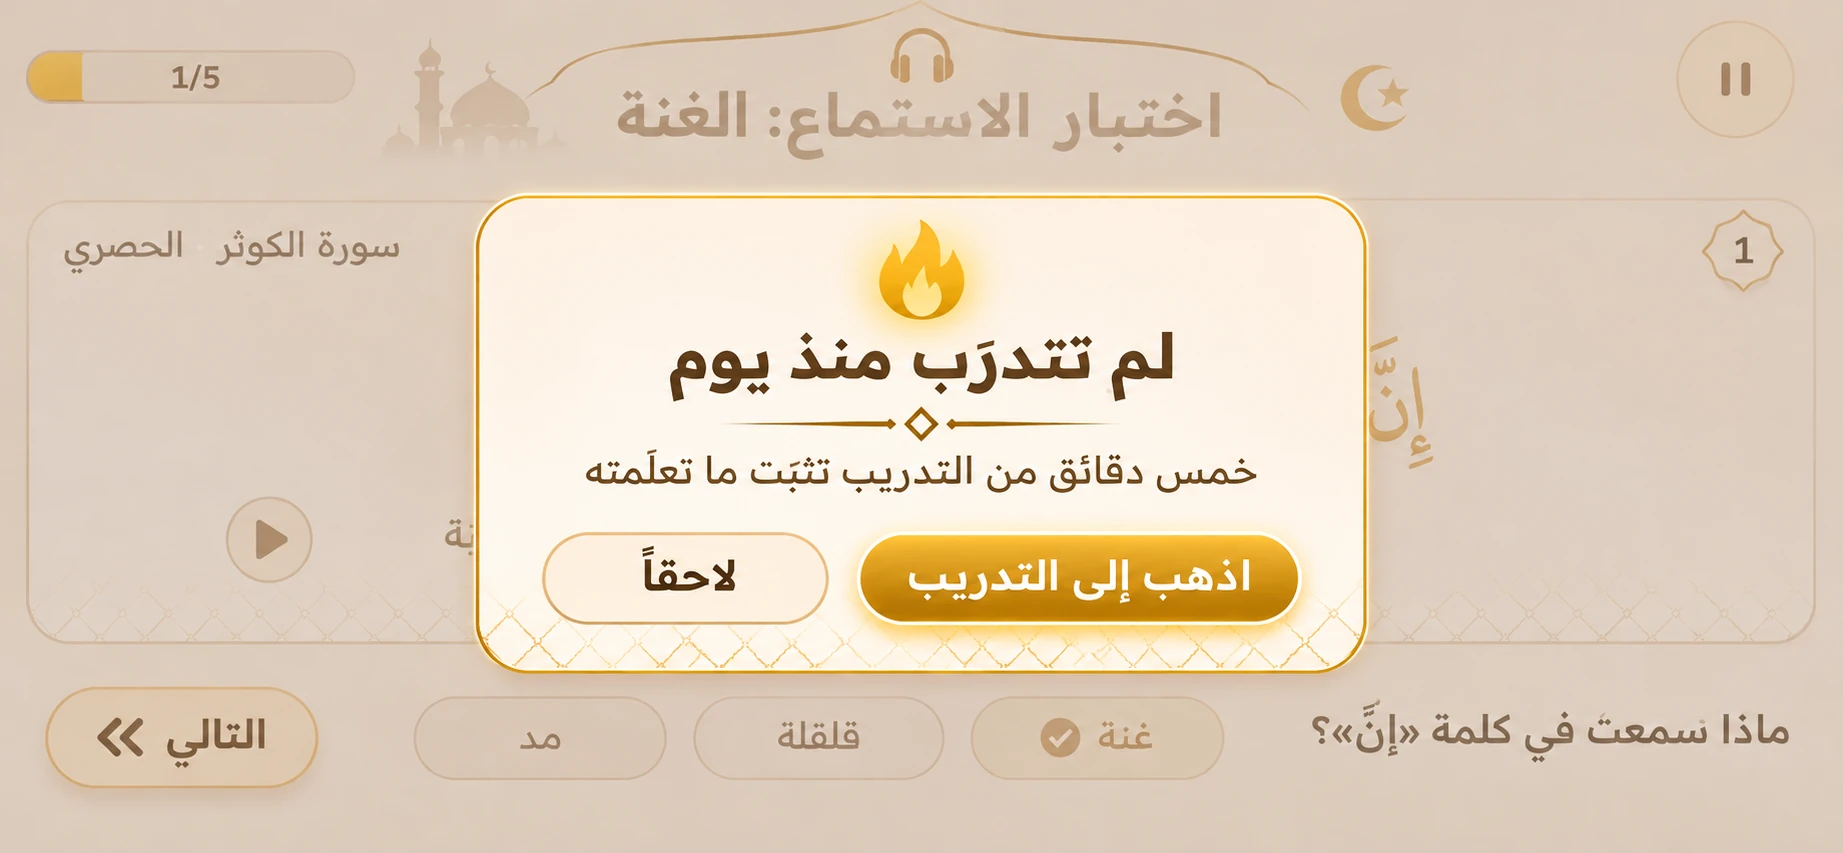 1/5
اختبار الاستماع: الغنة
سورة الكوثر · الحصري
1
إِنَّ
لم تتدرَب منذ يوم
خمس دقائق من التدريب تثبَت ما تعلَمته
اذهب إلى التدريب
لاحقاً
ماذا سمعت في كلمة «إنَّ»؟
غنة
قلقلة
مد
التالي